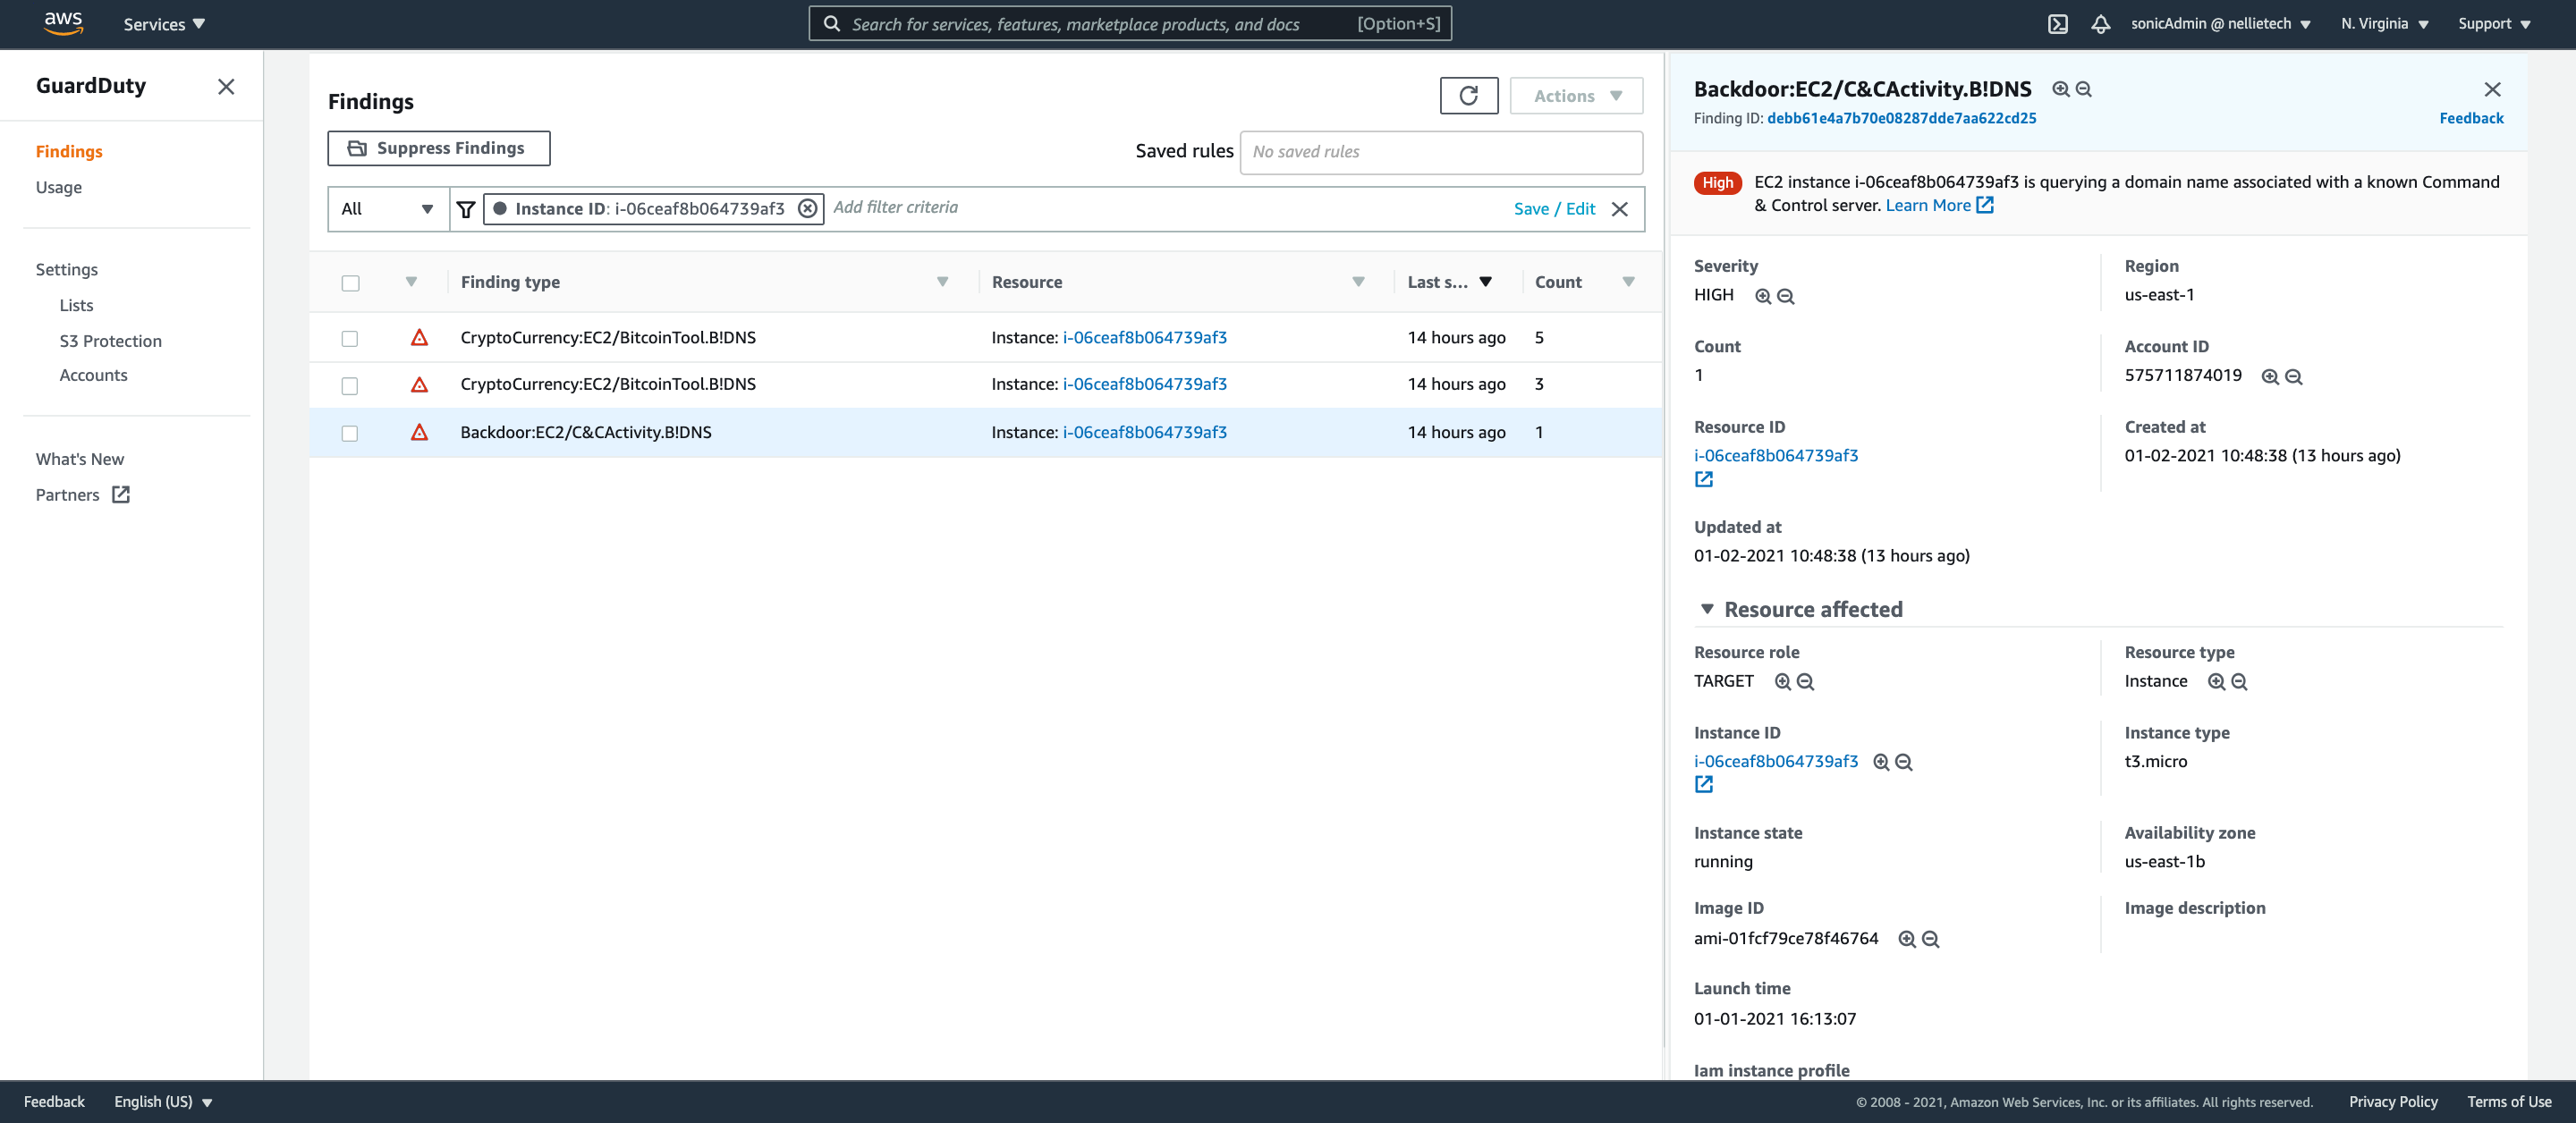 aws
Services
Search for services, features, marketplace products, and docs [Option+S]
sonicAdmin @ nellietech
N. Virginia
Support
GuardDuty
Findings
Usage
Settings
Lists
S3 Protection
Accounts
What's New
Partners
Findings
Actions
Suppress Findings
Saved rules
No saved rules
All
Instance ID: i-06ceaf8b064739af3
Add filter criteria
Save / Edit
Finding type Resource Last s... Count
CryptoCurrency:EC2/BitcoinTool.B!DNS Instance: i-06ceaf8b064739af3 14 hours ago 5
CryptoCurrency:EC2/BitcoinTool.B!DNS Instance: i-06ceaf8b064739af3 14 hours ago 3
Backdoor:EC2/C&CActivity.B!DNS Instance: i-06ceaf8b064739af3 14 hours ago 1
Backdoor:EC2/C&CActivity.B!DNS
Finding ID: debb61e4a7b70e08287dde7aa622cd25
Feedback
High
EC2 instance i-06ceaf8b064739af3 is querying a domain name associated with a known Command
& Control server. Learn More
Severity
HIGH
Region
us-east-1
Count
1
Account ID
575711874019
Resource ID
i-06ceaf8b064739af3
Created at
01-02-2021 10:48:38 (13 hours ago)
Updated at
01-02-2021 10:48:38 (13 hours ago)
Resource affected
Resource role
TARGET
Resource type
Instance
Instance ID
i-06ceaf8b064739af3
Instance type
t3.micro
Instance state
running
Availability zone
us-east-1b
Image ID
ami-01fcf79ce78f46764
Image description
Launch time
01-01-2021 16:13:07
Iam instance profile
Feedback
English (US)
© 2008 - 2021, Amazon Web Services, Inc. or its affiliates. All rights reserved.
Privacy Policy
Terms of Use